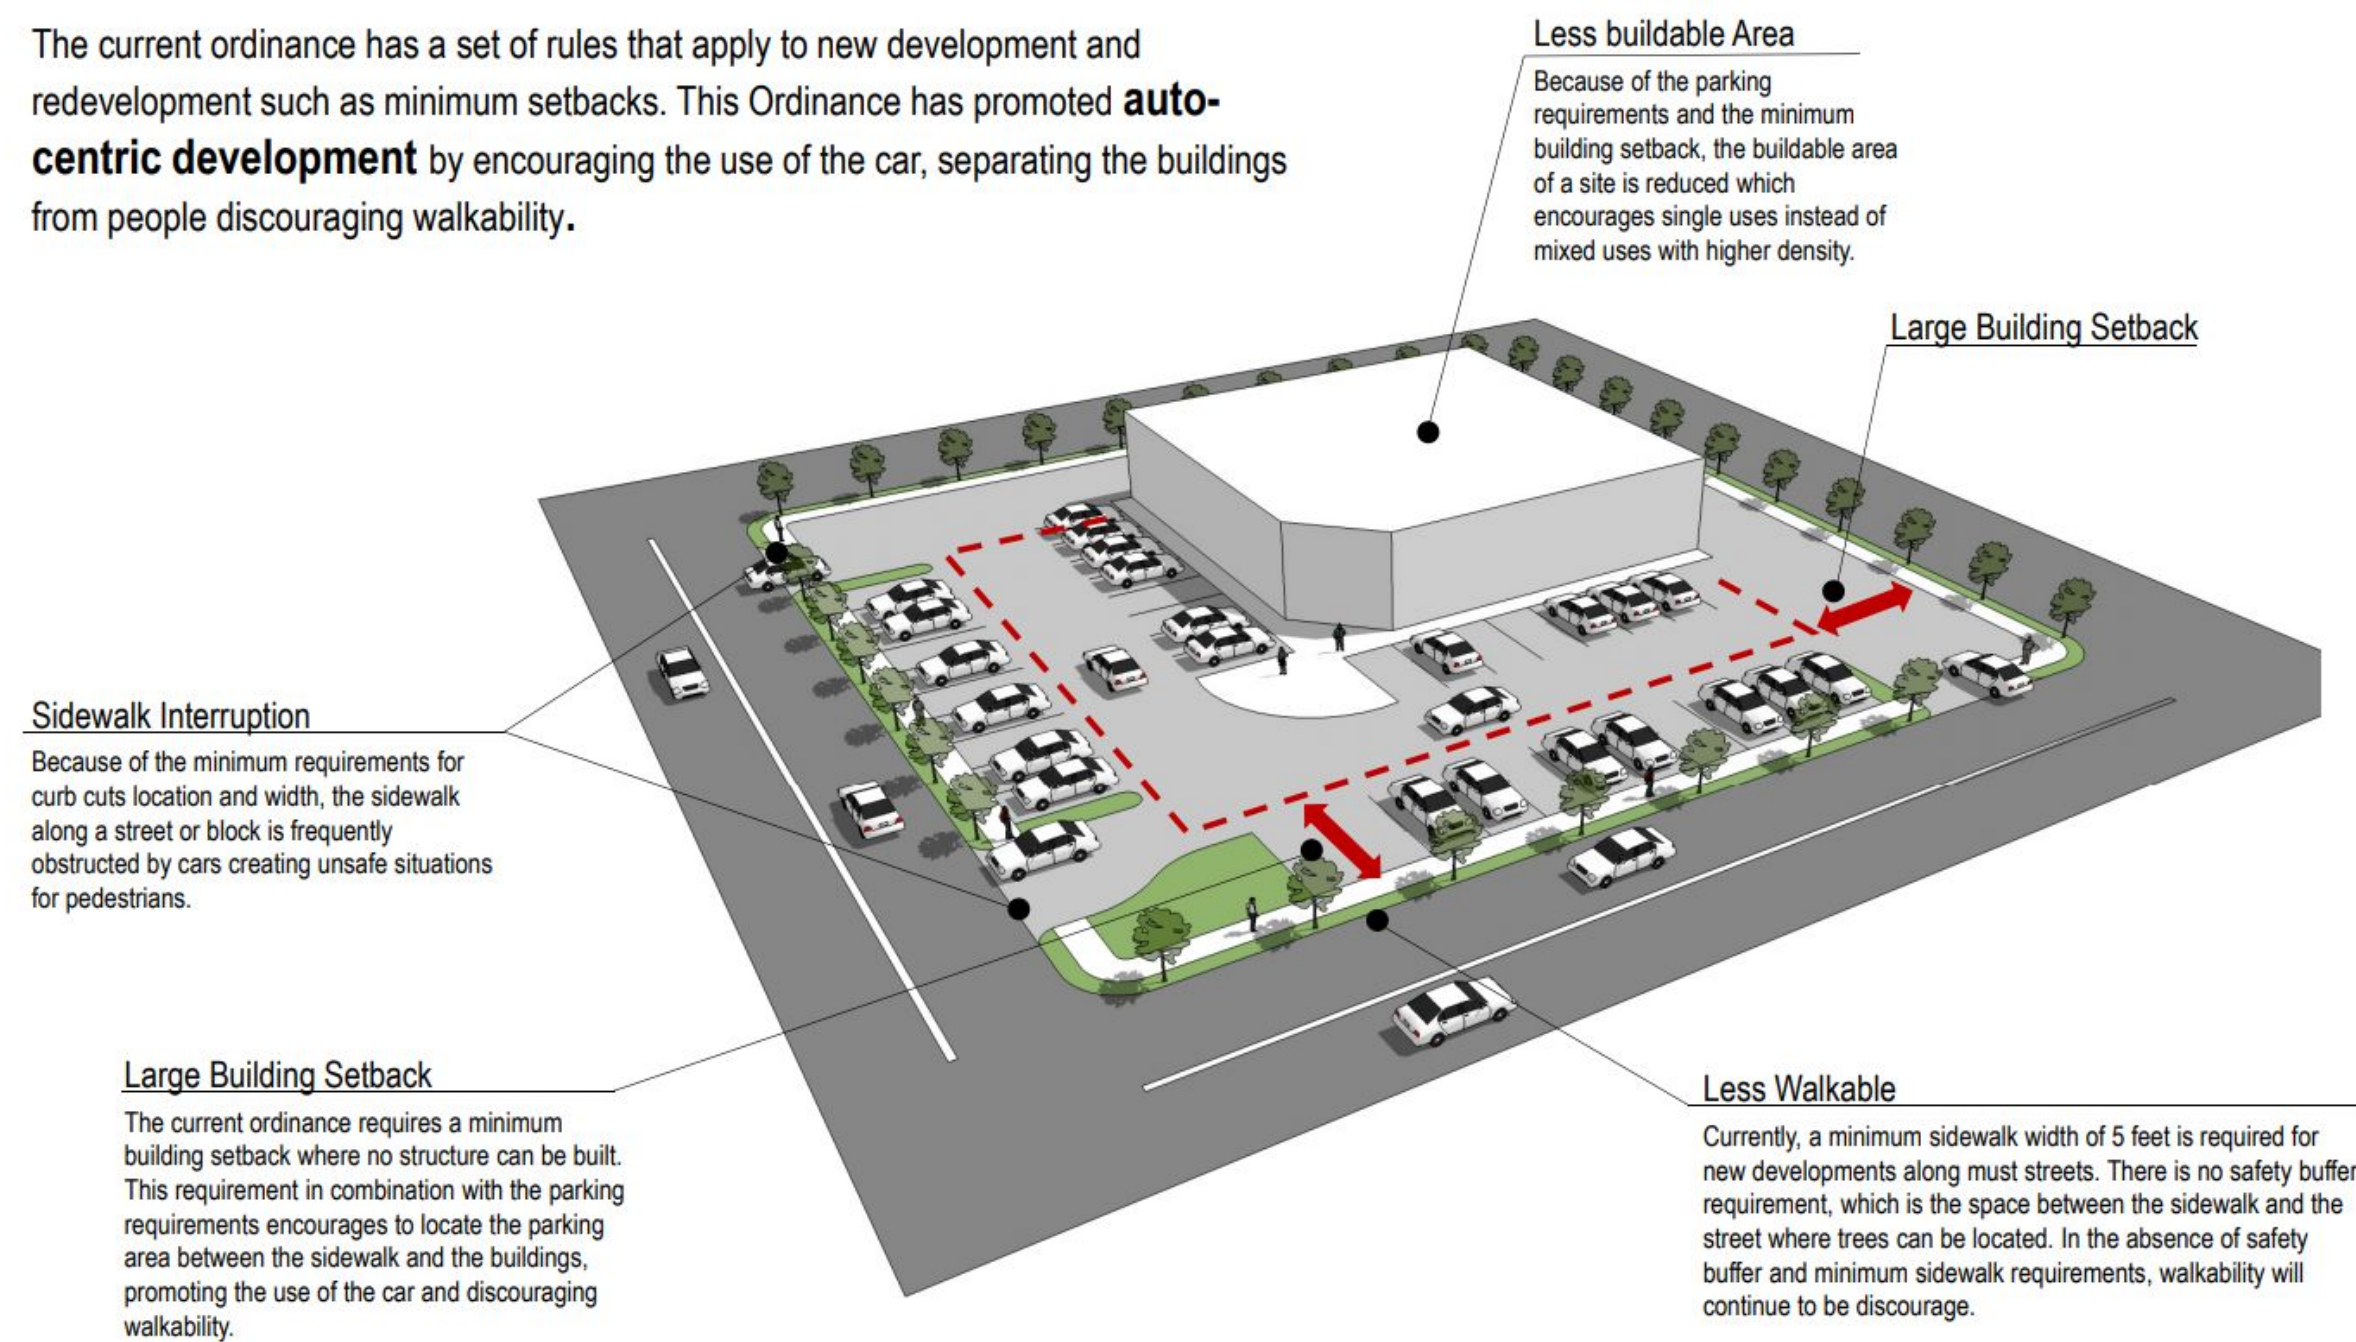 The current ordinance has a set of rules that apply to new development and
redevelopment such as minimum setbacks. This Ordinance has promoted auto-
centric development by encouraging the use of the car, separating the buildings
from people discouraging walkability.
Less buildable Area
Because of the parking
requirements and the minimum
building setback, the buildable area
of a site is reduced which
encourages single uses instead of
mixed uses with higher density.
Large Building Setback
Sidewalk Interruption
Because of the minimum requirements for
curb cuts location and width, the sidewalk
along a street or block is frequently
obstructed by cars creating unsafe situations
for pedestrians.
Large Building Setback
The current ordinance requires a minimum
building setback where no structure can be built.
This requirement in combination with the parking
requirements encourages to locate the parking
area between the sidewalk and the buildings,
promoting the use of the car and discouraging
walkability.
Less Walkable
Currently, a minimum sidewalk width of 5 feet is required for
new developments along must streets. There is no safety buffer
requirement, which is the space between the sidewalk and the
street where trees can be located. In the absence of safety
buffer and minimum sidewalk requirements, walkability will
continue to be discourage.